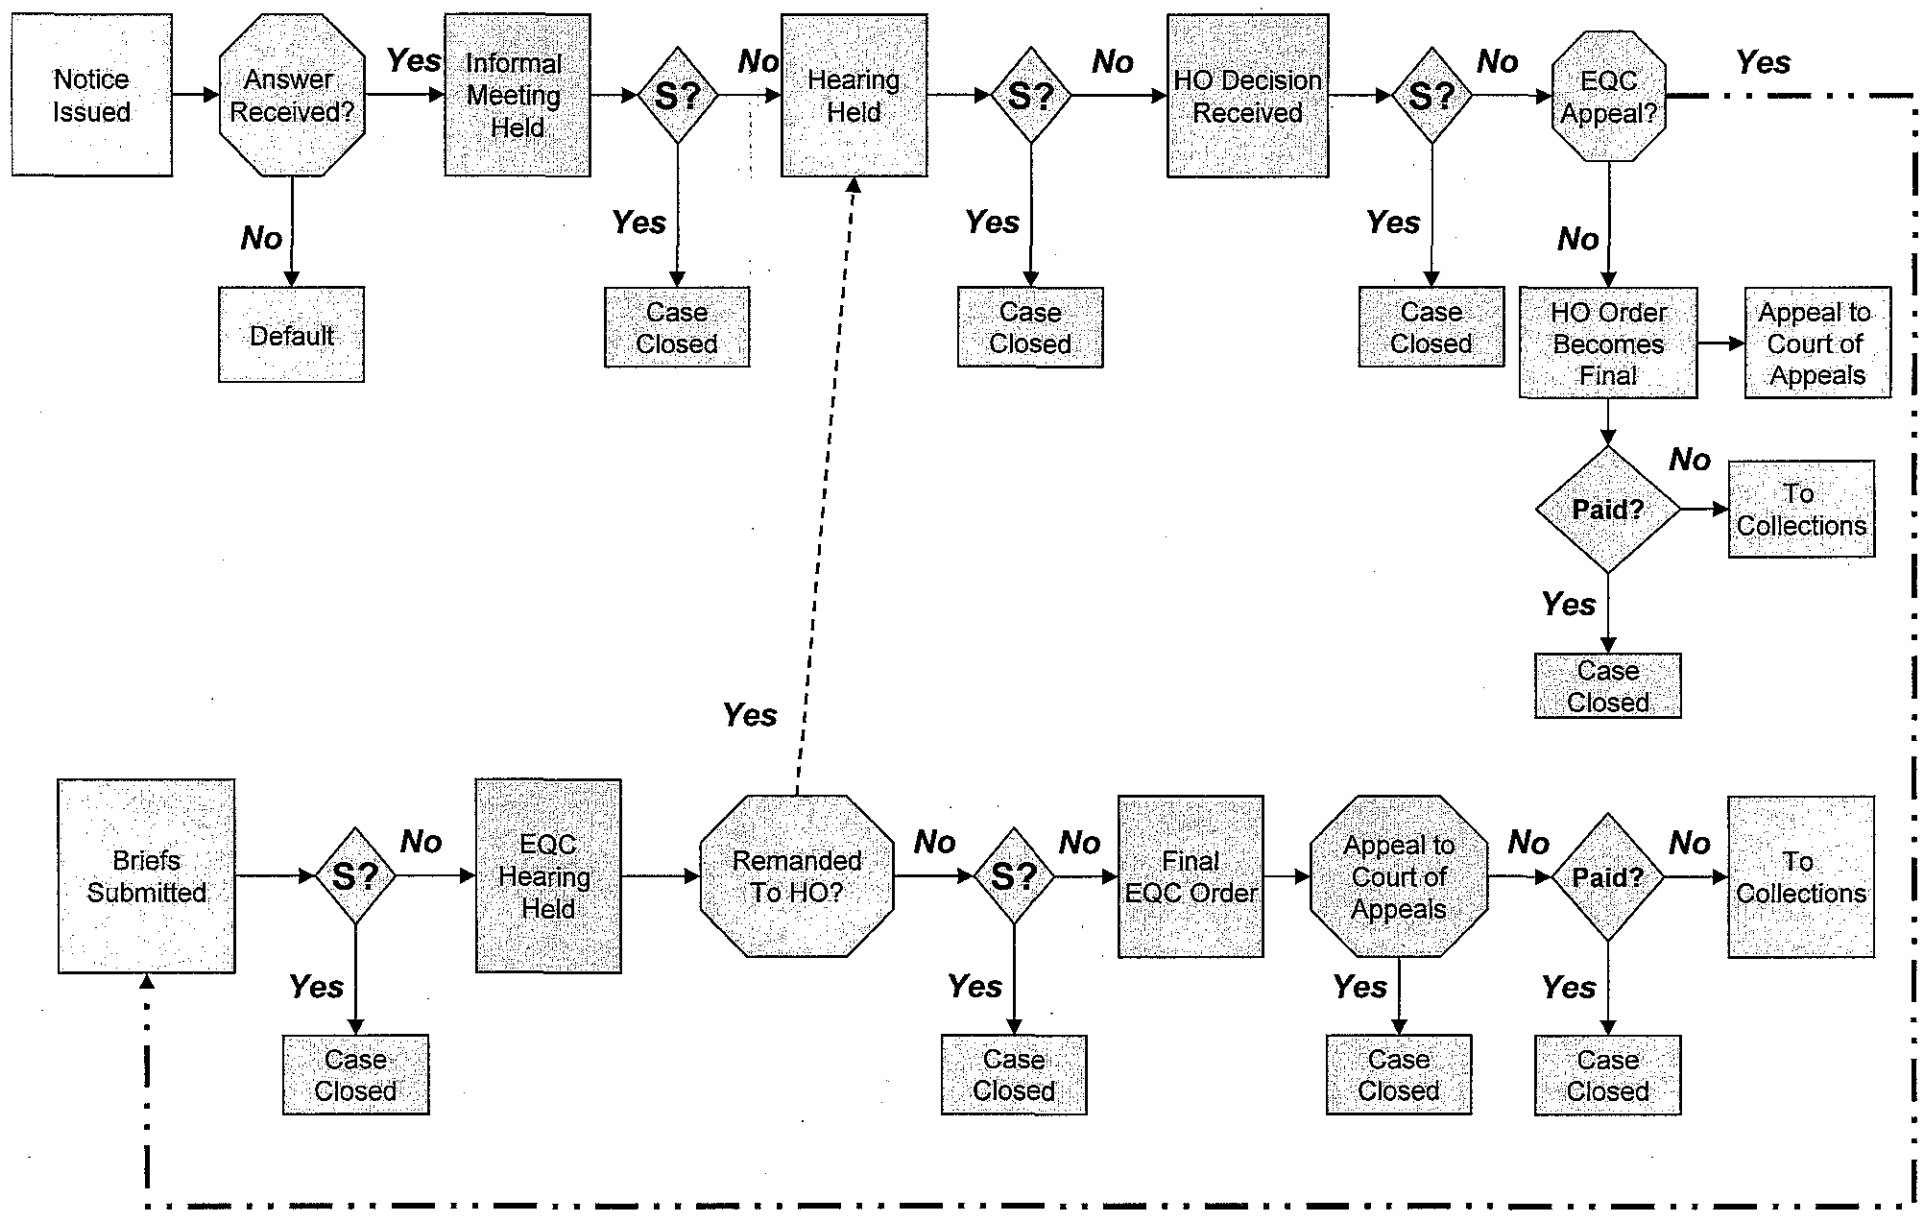 Notice
Issued
Answer
Received?
Yes
Informal
Meeting
Held
S?
No
Hearing
Held
S?
No
HO Decision
Received
S?
No
EQC
Appeal?
Yes
No
Default
Yes
Case
Closed
Yes
Case
Closed
Yes
Case
Closed
No
HO Order
Becomes
Final
Appeal to
Court of
Appeals
Paid?
No
To
Collections
Yes
Case
Closed
Yes
Briefs
Submitted
S?
No
EQC
Hearing
Held
Remanded
To HO?
No
S?
No
Final
EQC Order
Appeal to
Court of
Appeals
No
Paid?
No
To
Collections
Yes
Case
Closed
Yes
Case
Closed
Yes
Case
Closed
Yes
Case
Closed